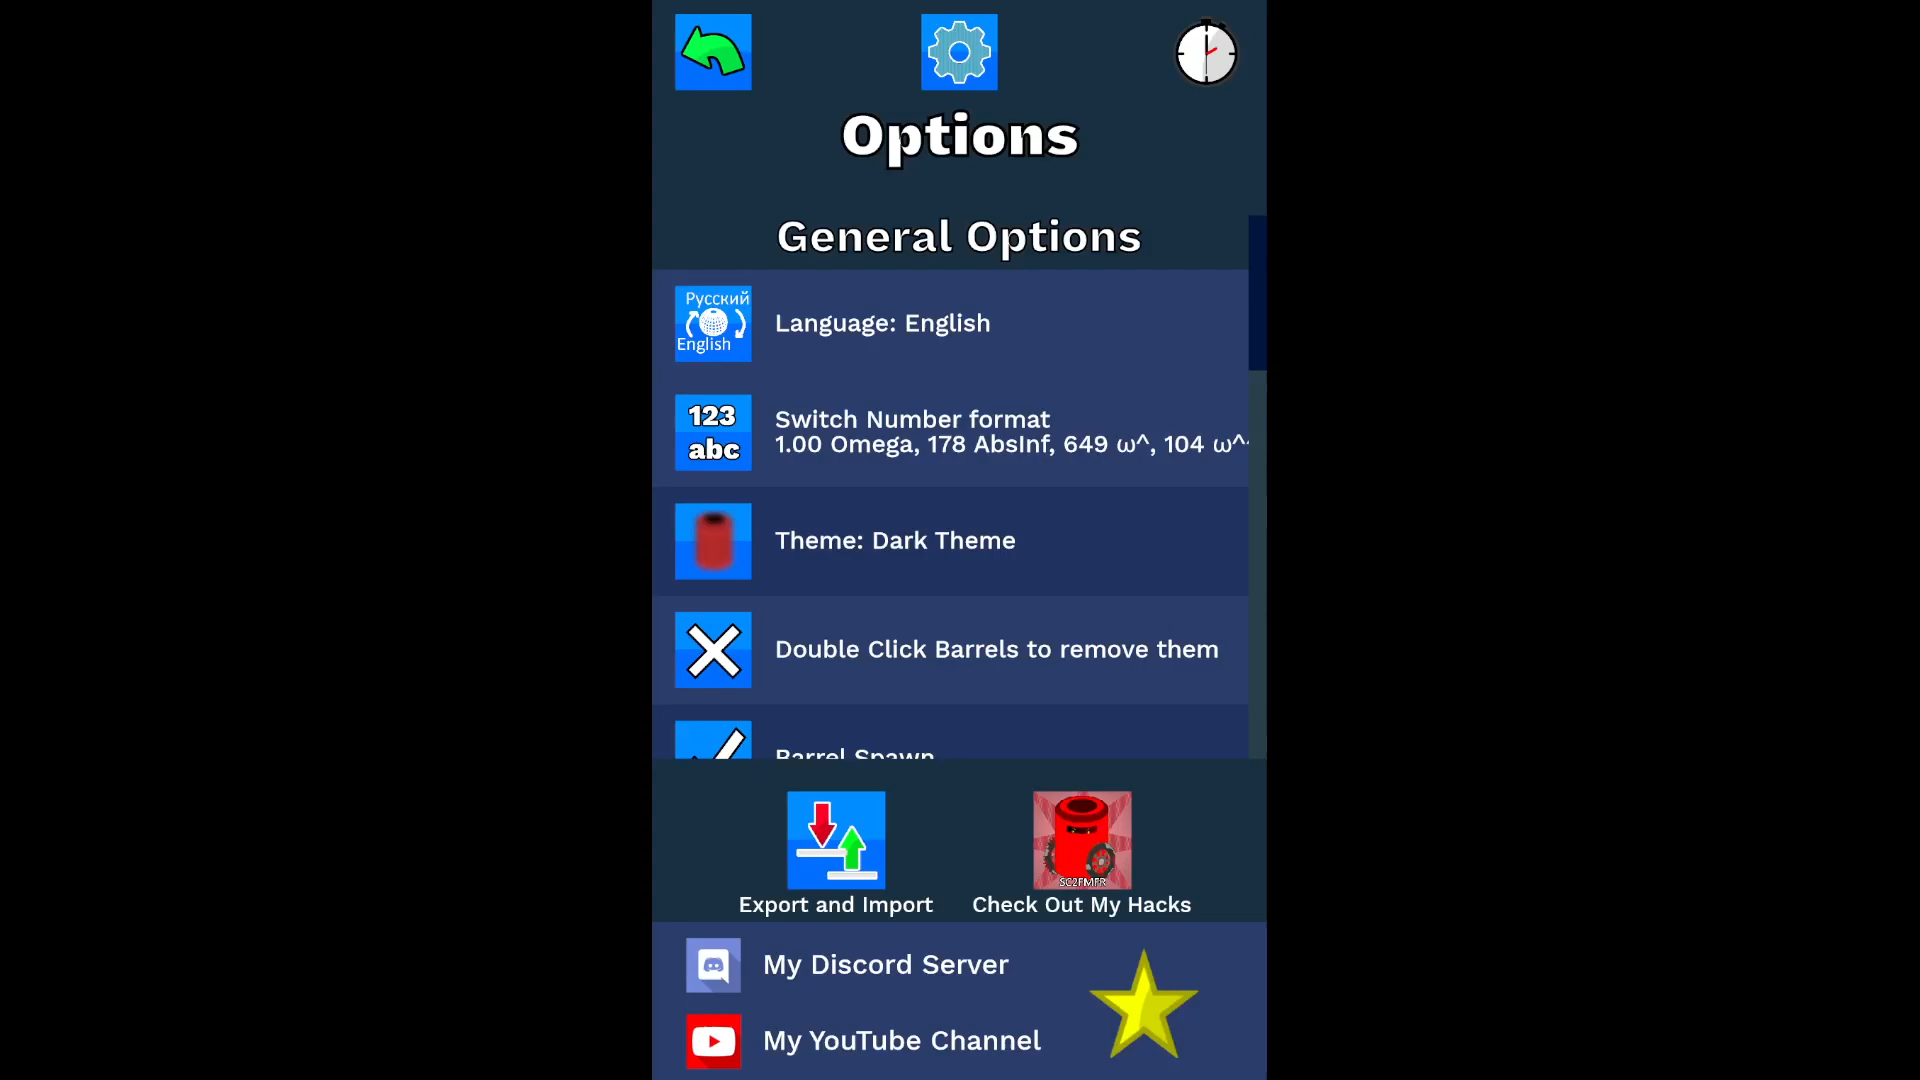 Options
General Options
Русский
English
Language: English
123
abc
Switch Number format
1.00 Omega, 178 AbsInf, 649 ω^, 104 ω^
Theme: Dark Theme
Double Click Barrels to remove them
Barrel Spawn
SC2FMFR
Export and Import
Check Out My Hacks
My Discord Server
My YouTube Channel